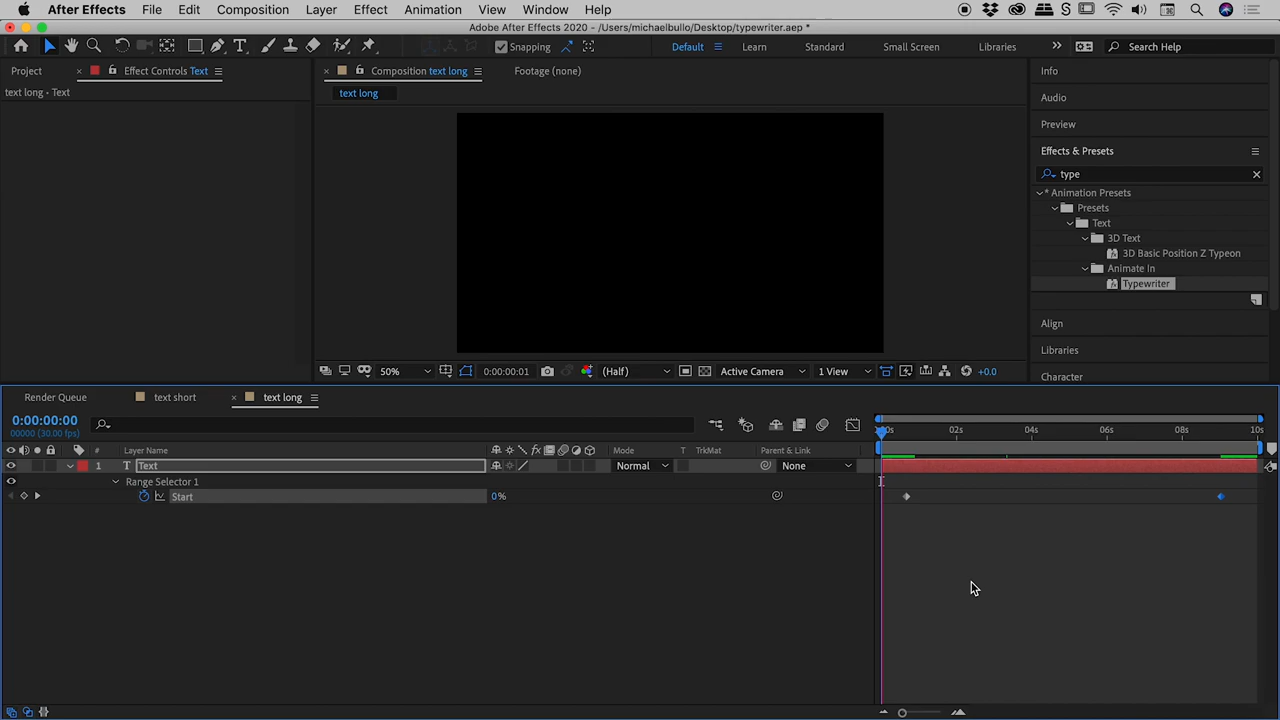 After Effects File Edit Composition Layer Effect Animation View Window Help
Adobe After Effects 2020 - /Users/michaelbullo/Desktop/typewriter.aep *
Snapping Default Learn Standard Small Screen Libraries Search Help
Project Effect Controls Text Composition text long Footage (none) Info
text long • Text text long
Audio
Preview
Effects & Presets
type
* Animation Presets
Presets
Text
3D Text
3D Basic Position Z Typeon
Animate In
Typewriter
Align
Libraries
Character
50% 0:00:00:01 (Half) Active Camera 1 View +0.0
Render Queue text short text long
0:00:00:00
00000 (30.00 fps)
:00s 02s 04s 06s 08s 10s
# Layer Name Mode T TrkMat Parent & Link
1 T Text Normal None
Range Selector 1
Start 0%